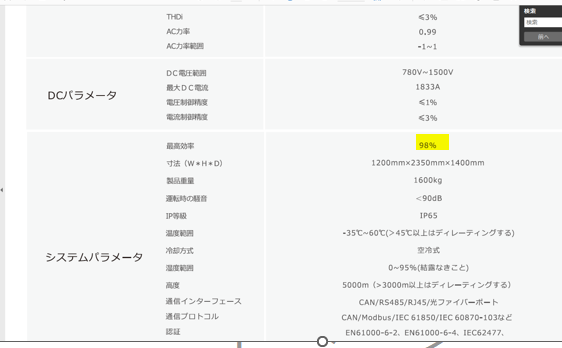 検索
検索
前へ
THDi ≤3%
AC力率 0.99
AC力率範囲 -1~1
DCパラメータ
DC電圧範囲 780V~1500V
最大DC電流 1833A
電圧制御精度 ≤1%
電流制御精度 ≤3%
システムパラメータ
最高効率 98%
寸法（W*H*D） 1200mm×2350mm×1400mm
製品重量 1600kg
運転時の騒音 <90dB
IP等級 IP65
温度範囲 -35℃~60℃(>45℃以上はディレーティングする)
冷却方式 空冷式
湿度範囲 0~95%(結露なきこと)
高度 5000m（>3000m以上はディレーティングする）
通信インターフェース CAN/RS485/RJ45/光ファイバーポート
通信プロトコル CAN/Modbus/IEC 61850/IEC 60870-103など
認証 EN61000-6-2、EN61000-6-4、IEC62477、